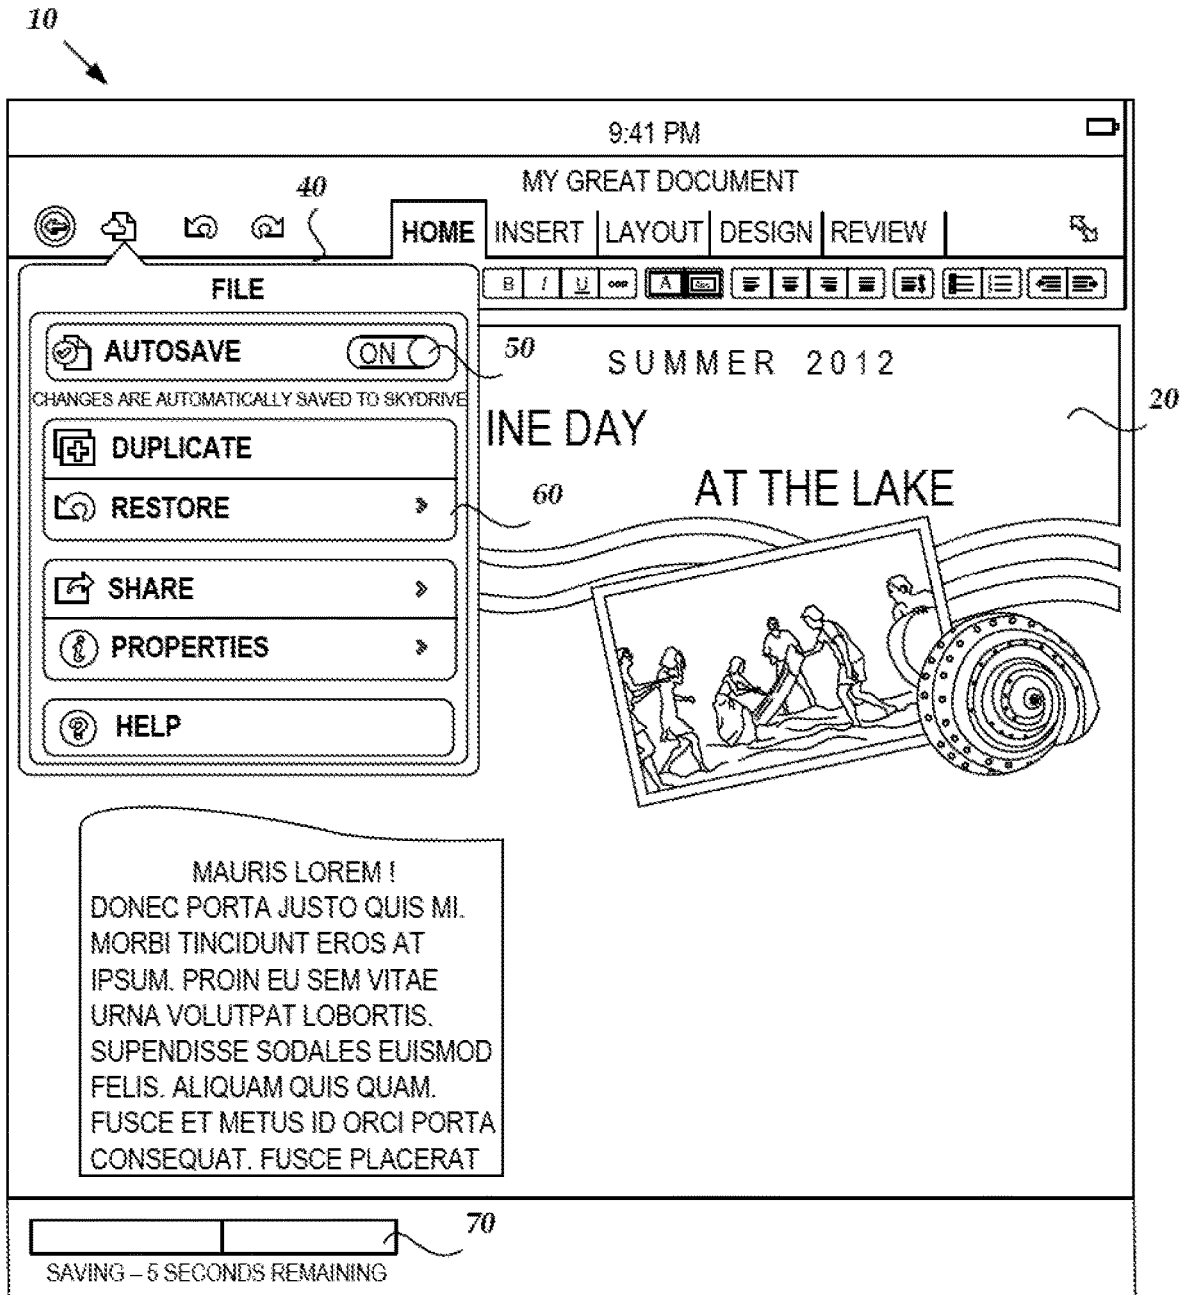 10
9:41 PM
MY GREAT DOCUMENT
40
HOME INSERT LAYOUT DESIGN REVIEW
FILE
B I U
A Abc
AUTOSAVE ON
50
SUMMER 2012
CHANGES ARE AUTOMATICALLY SAVED TO SKYDRIVE
20
INE DAY
DUPLICATE
AT THE LAKE
60
RESTORE
SHARE
PROPERTIES
HELP
MAURIS LOREM !
DONEC PORTA JUSTO QUIS MI.
MORBI TINCIDUNT EROS AT
IPSUM. PROIN EU SEM VITAE
URNA VOLUTPAT LOBORTIS.
SUPENDISSE SODALES EUISMOD
FELIS. ALIQUAM QUIS QUAM.
FUSCE ET METUS ID ORCI PORTA
CONSEQUAT. FUSCE PLACERAT
70
SAVING – 5 SECONDS REMAINING